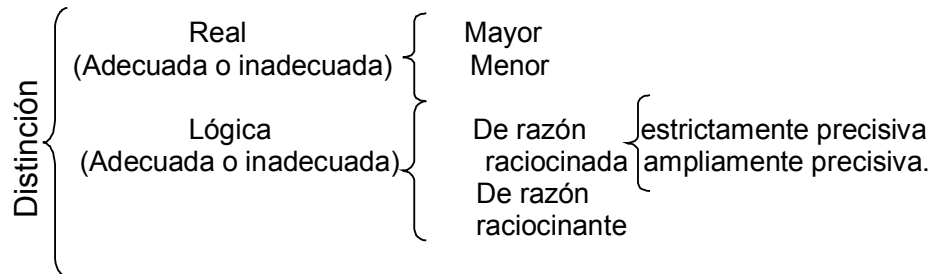 Distinción
Real
(Adecuada o inadecuada)
Mayor
Menor
Lógica
(Adecuada o inadecuada)
De razón
raciocinada
estrictamente precisiva
ampliamente precisiva.
De razón
raciocinante